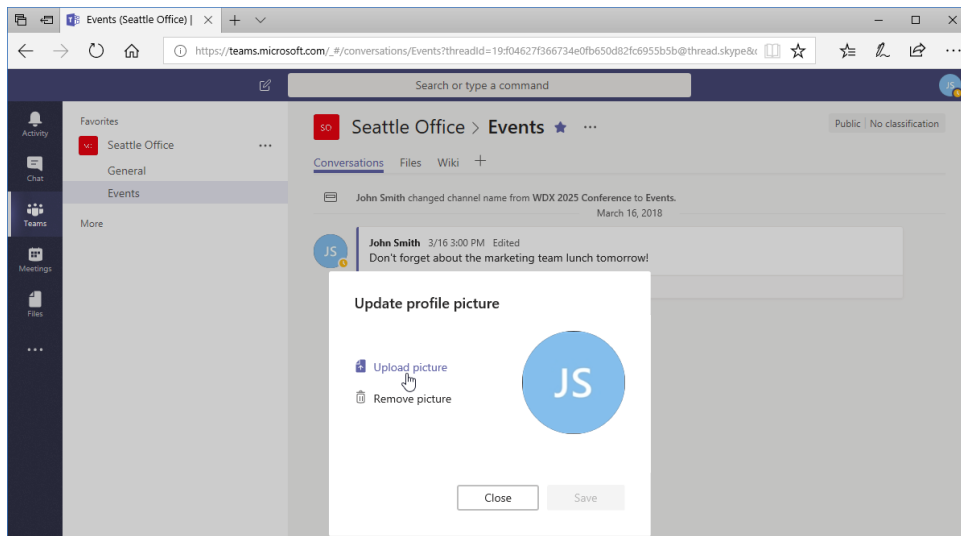 Events (Seattle Office) |
https://teams.microsoft.com/_#/conversations/Events?threadId=19:f04627f366734e0fb650d82fc6955b5b@thread.skype&c
Search or type a command
JS
Activity
Chat
Teams
Meetings
Files
Favorites
Seattle Office
General
Events
More
SO
Seattle Office > Events
Public | No classification
Conversations Files Wiki
John Smith changed channel name from WDX 2025 Conference to Events.
March 16, 2018
JS
John Smith 3/16 3:00 PM Edited
Don't forget about the marketing team lunch tomorrow!
Update profile picture
Upload picture
Remove picture
JS
Close Save